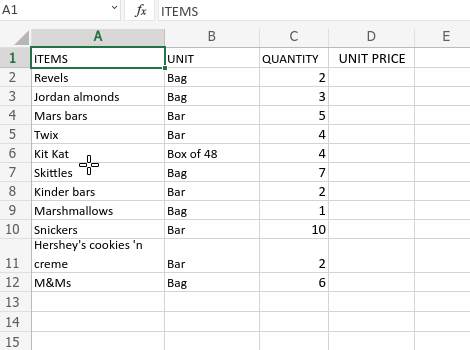 A1 fx ITEMS
A B C D E
1 ITEMS UNIT QUANTITY UNIT PRICE
2 Revels Bag 2
3 Jordan almonds Bag 3
4 Mars bars Bar 5
5 Twix Bar 4
6 Kit Kat Box of 48 4
7 Skittles Bag 7
8 Kinder bars Bar 2
9 Marshmallows Bag 1
10 Snickers Bar 10
Hershey's cookies 'n
11 creme Bar 2
12 M&Ms Bag 6
13
14
15